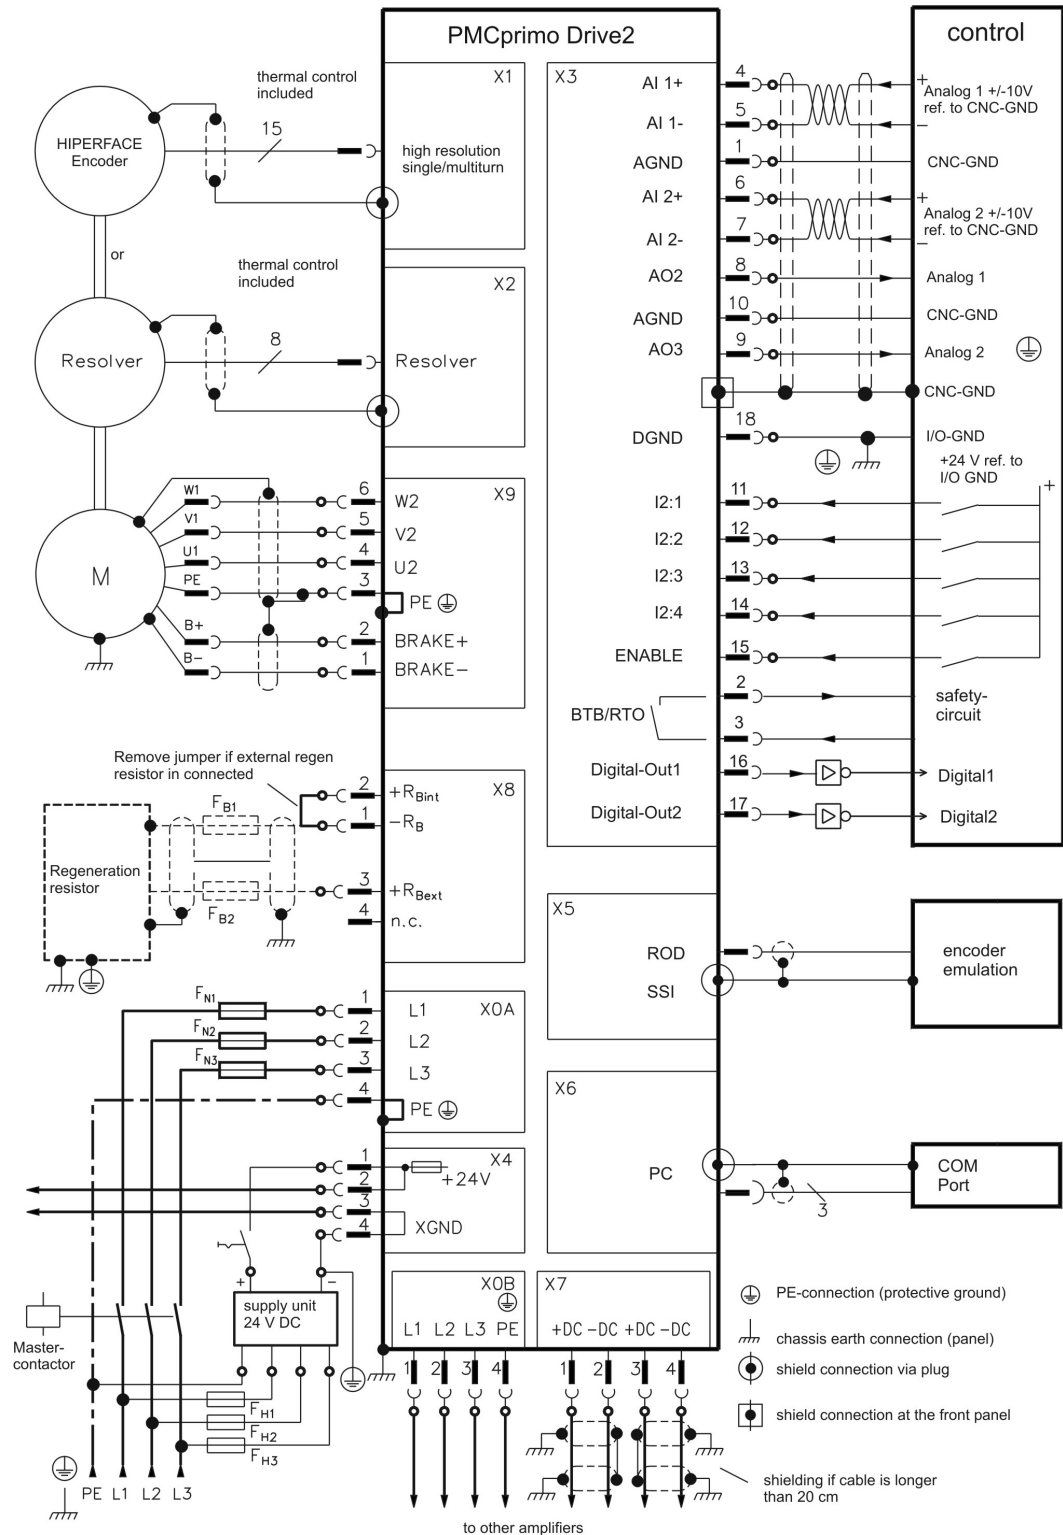 PMCprimo Drive2
control
thermal control
included
HIPERFACE
Encoder
15
X1
high resolution
single/multiturn
or
thermal control
included
Resolver
8
X2
Resolver
M
W1
V1
U1
PE
B+
B−
X9
6
W2
5
V2
4
U2
3
PE
2
BRAKE+
1
BRAKE−
Remove jumper if external regen
resistor in connected
Regeneration
resistor
FB1
FB2
X8
2
+RBint
1
−RB
3
+RBext
4
n.c.
FN1
FN2
FN3
X0A
1
L1
2
L2
3
L3
4
PE
X4
1
2
+24V
3
4
XGND
+
−
supply unit
24 V DC
Master-
contactor
FH1
FH2
FH3
PE L1 L2 L3
X3
AI 1+
4
+
Analog 1 +/-10V
ref. to CNC-GND
AI 1-
5
−
AGND
1
CNC-GND
AI 2+
6
+
Analog 2 +/-10V
ref. to CNC-GND
AI 2-
7
−
AO2
8
Analog 1
AGND
10
CNC-GND
AO3
9
Analog 2
CNC-GND
DGND
18
I/O-GND
+24 V ref. to
I/O GND
+
I2:1
11
I2:2
12
I2:3
13
I2:4
14
ENABLE
15
BTB/RTO
2
3
safety-
circuit
Digital-Out1
16
Digital1
Digital-Out2
17
Digital2
X5
ROD
SSI
encoder
emulation
X6
PC
3
COM
Port
X0B
L1 L2 L3 PE
1 2 3 4
X7
+DC −DC +DC −DC
1 2 3 4
PE-connection (protective ground)
chassis earth connection (panel)
shield connection via plug
shield connection at the front panel
shielding if cable is longer
than 20 cm
to other amplifiers